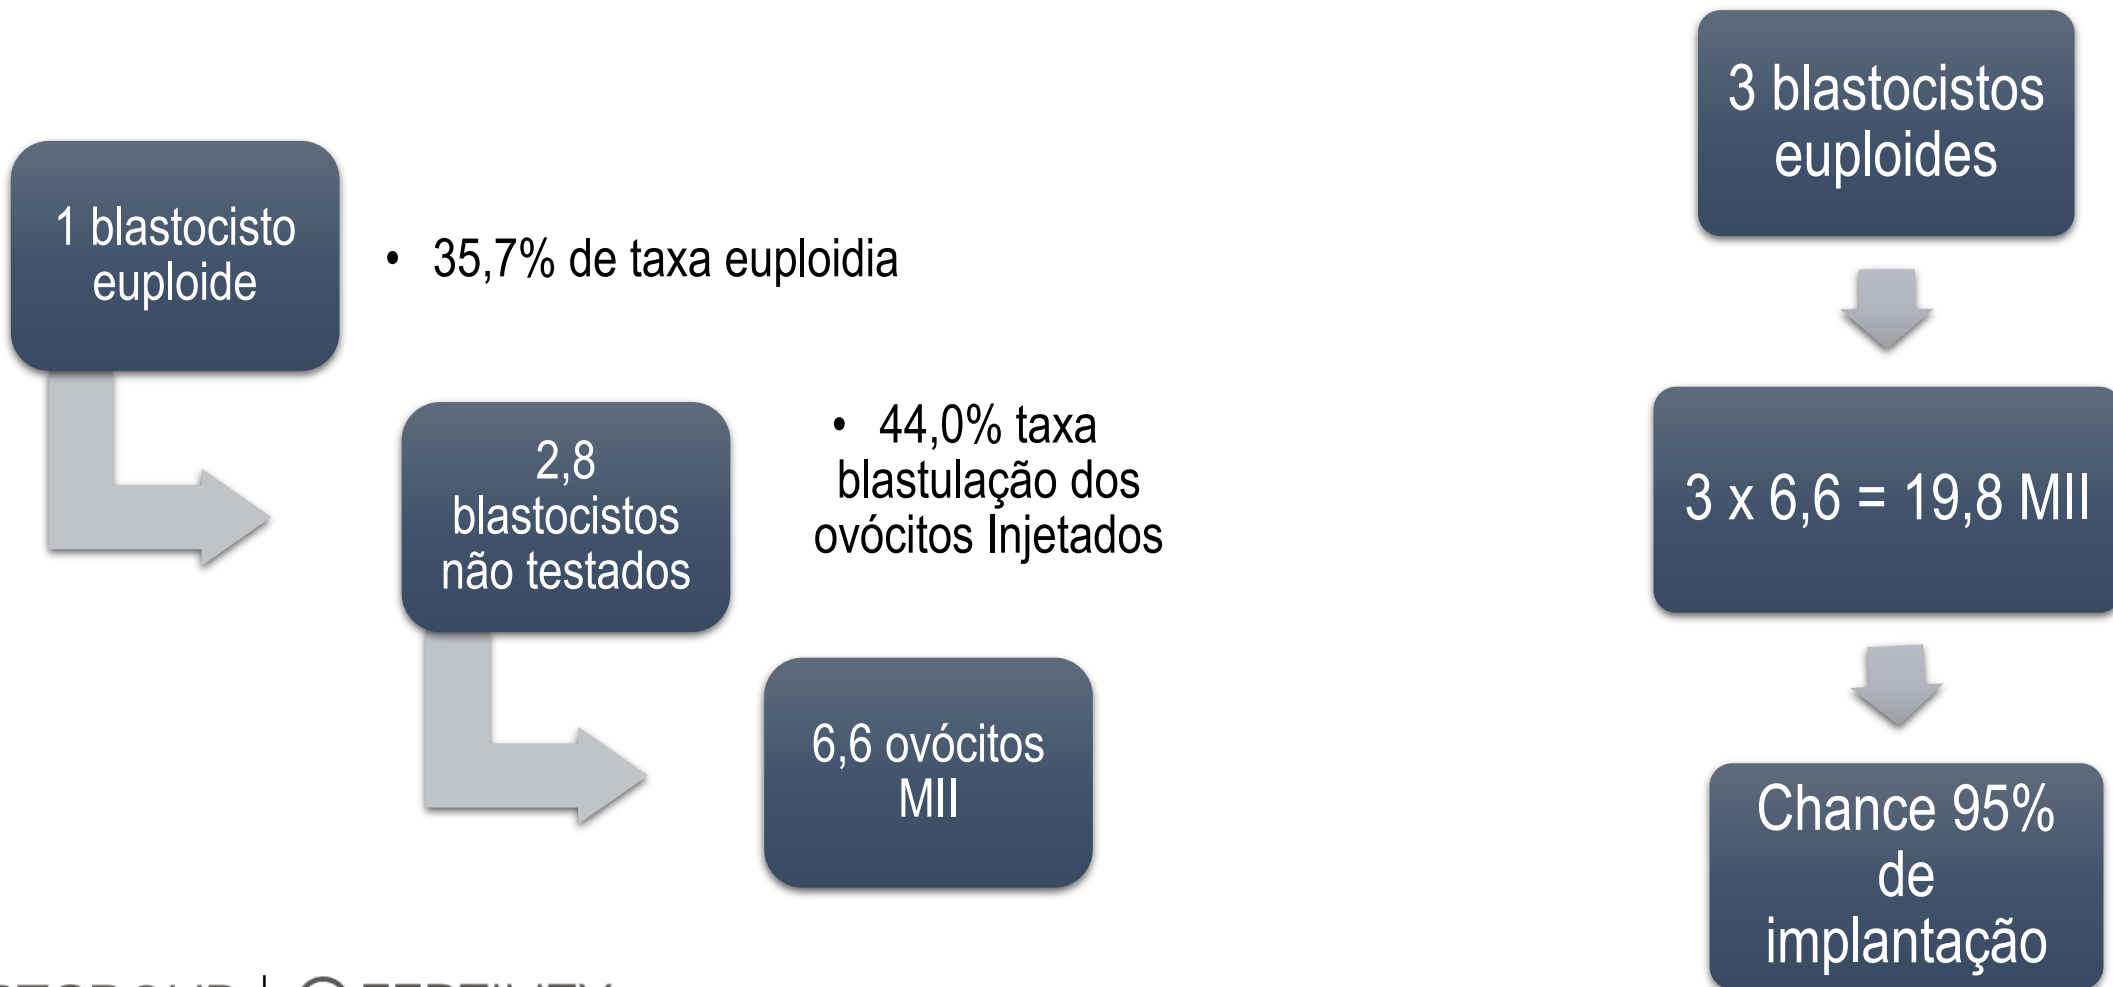 1 blastocisto
euploide
• 35,7% de taxa euploidia
2,8
blastocistos
não testados
• 44,0% taxa
blastulação dos
ovócitos Injetados
6,6 ovócitos
MII
3 blastocistos
euploides
3 x 6,6 = 19,8 MII
Chance 95%
de
implantação